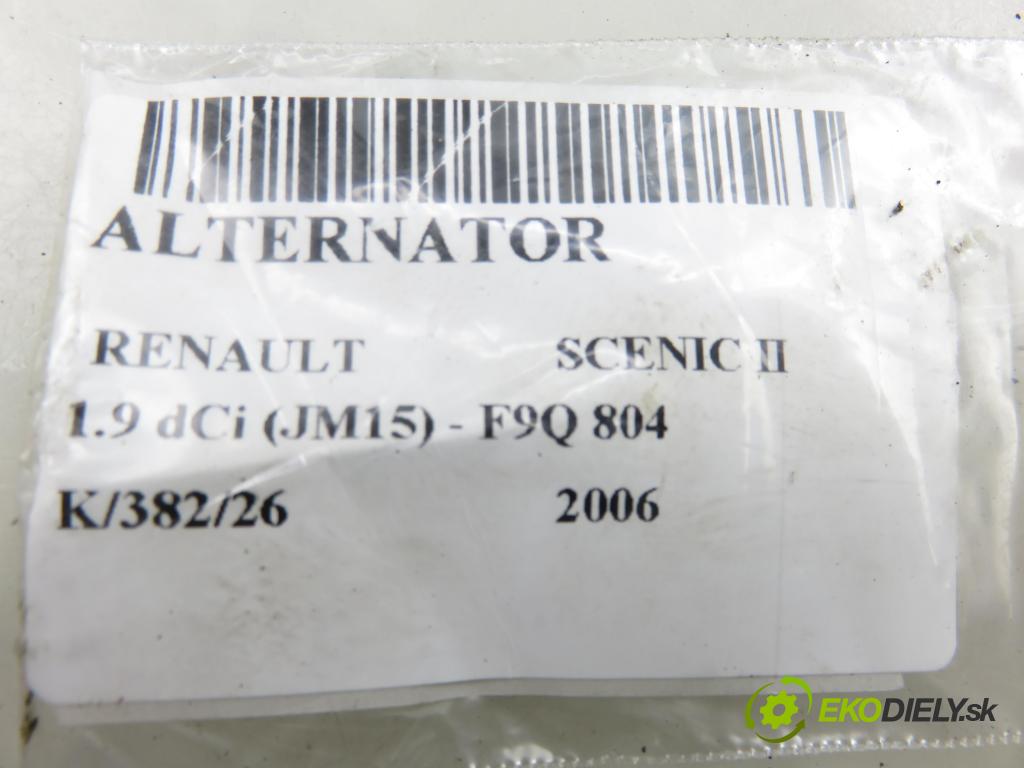 ALTERNATOR
RENAULT SCENIC II
1.9 dCi (JM15) - F9Q 804
K/382/26 2006
EKODIELY.sk